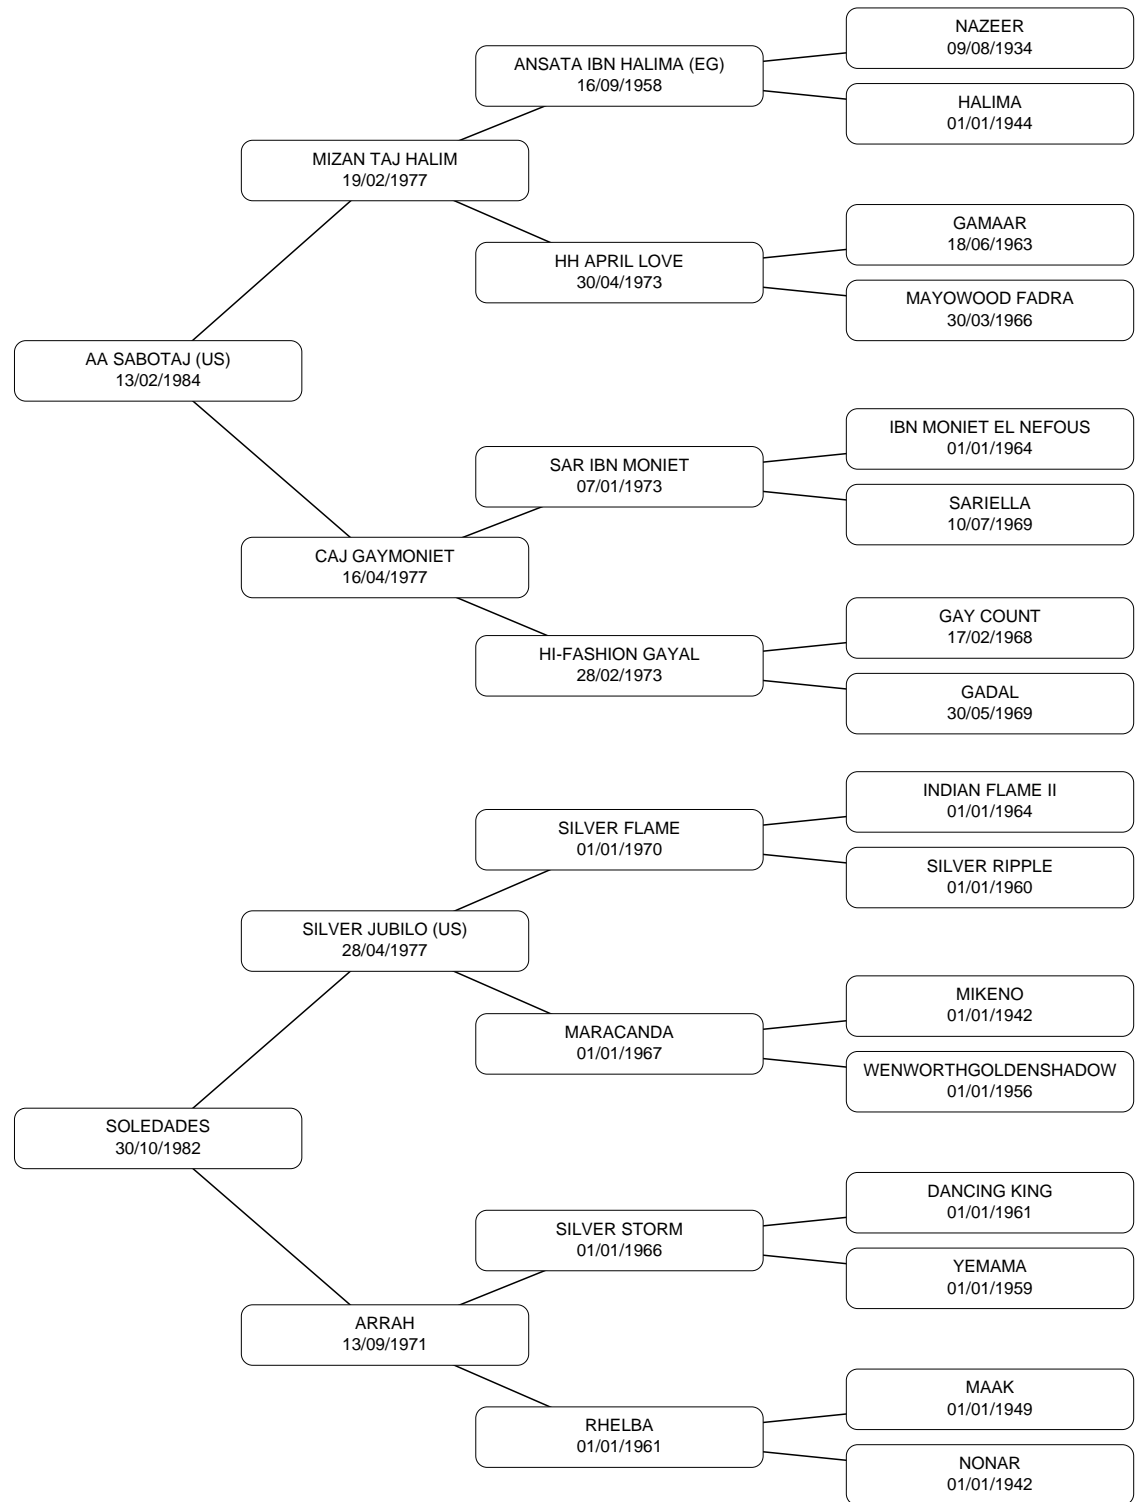 NAZEER
09/08/1934
ANSATA IBN HALIMA (EG)
16/09/1958
HALIMA
01/01/1944
MIZAN TAJ HALIM
19/02/1977
GAMAAR
18/06/1963
HH APRIL LOVE
30/04/1973
MAYOWOOD FADRA
30/03/1966
AA SABOTAJ (US)
13/02/1984
IBN MONIET EL NEFOUS
01/01/1964
SAR IBN MONIET
07/01/1973
SARIELLA
10/07/1969
CAJ GAYMONIET
16/04/1977
GAY COUNT
17/02/1968
HI-FASHION GAYAL
28/02/1973
GADAL
30/05/1969
INDIAN FLAME II
01/01/1964
SILVER FLAME
01/01/1970
SILVER RIPPLE
01/01/1960
SILVER JUBILO (US)
28/04/1977
MIKENO
01/01/1942
MARACANDA
01/01/1967
WENWORTHGOLDENSHADOW
01/01/1956
SOLEDADES
30/10/1982
DANCING KING
01/01/1961
SILVER STORM
01/01/1966
YEMAMA
01/01/1959
ARRAH
13/09/1971
MAAK
01/01/1949
RHELBA
01/01/1961
NONAR
01/01/1942